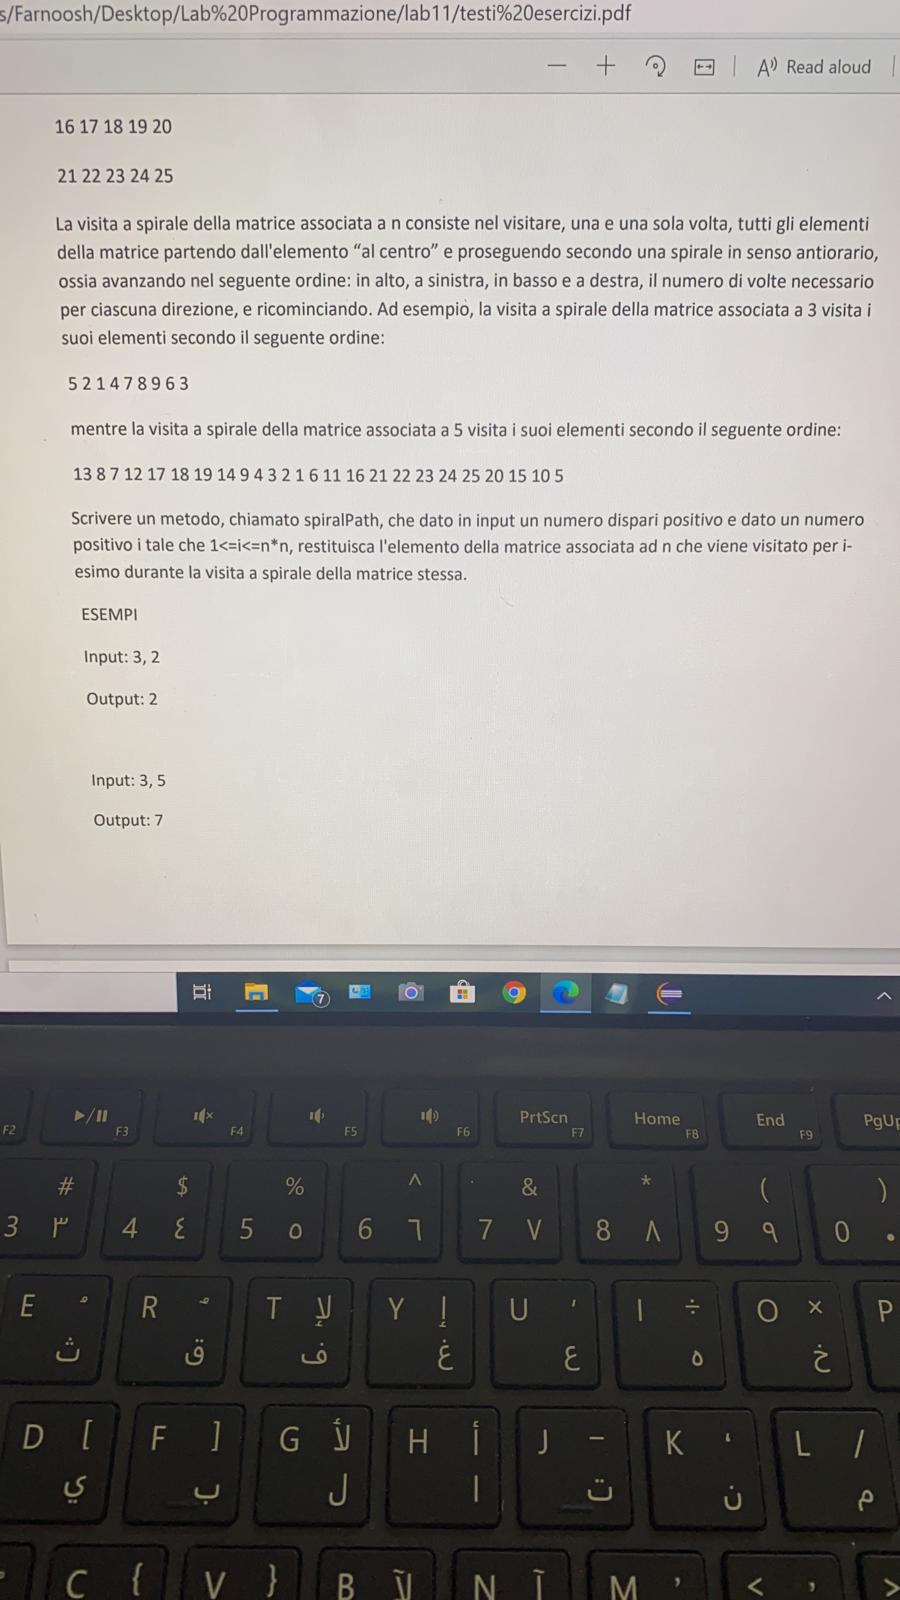 s/Farnoosh/Desktop/Lab%20Programmazione/lab11/testi%20esercizi.pdf
Read aloud
16 17 18 19 20
21 22 23 24 25
La visita a spirale della matrice associata a n consiste nel visitare, una e una sola volta, tutti gli elementi
della matrice partendo dall'elemento “al centro” e proseguendo secondo una spirale in senso antiorario,
ossia avanzando nel seguente ordine: in alto, a sinistra, in basso e a destra, il numero di volte necessario
per ciascuna direzione, e ricominciando. Ad esempio, la visita a spirale della matrice associata a 3 visita i
suoi elementi secondo il seguente ordine:
5 2 1 4 7 8 9 6 3
mentre la visita a spirale della matrice associata a 5 visita i suoi elementi secondo il seguente ordine:
13 8 7 12 17 18 19 14 9 4 3 2 1 6 11 16 21 22 23 24 25 20 15 10 5
Scrivere un metodo, chiamato spiralPath, che dato in input un numero dispari positivo e dato un numero
positivo i tale che 1<=i<=n*n, restituisca l'elemento della matrice associata ad n che viene visitato per i-
esimo durante la visita a spirale della matrice stessa.
ESEMPI
Input: 3, 2
Output: 2
Input: 3, 5
Output: 7
7
F2 F3 F4 F5 F6 PrtScn F7 Home F8 End F9
# $ % ^ & * ( )
3 ٣ 4 ٤ 5 ٥ 6 ٦ 7 ٧ 8 ٨ 9 ٩ 0
E R T لإ Y إ U ‘ I ÷ O × P
ث ق ف غ ع ه خ
D [ F ] G لأ H أ J – K ، L /
ي ب ل ا ت ن م
C { V } B لآ N آ M ’ < , >